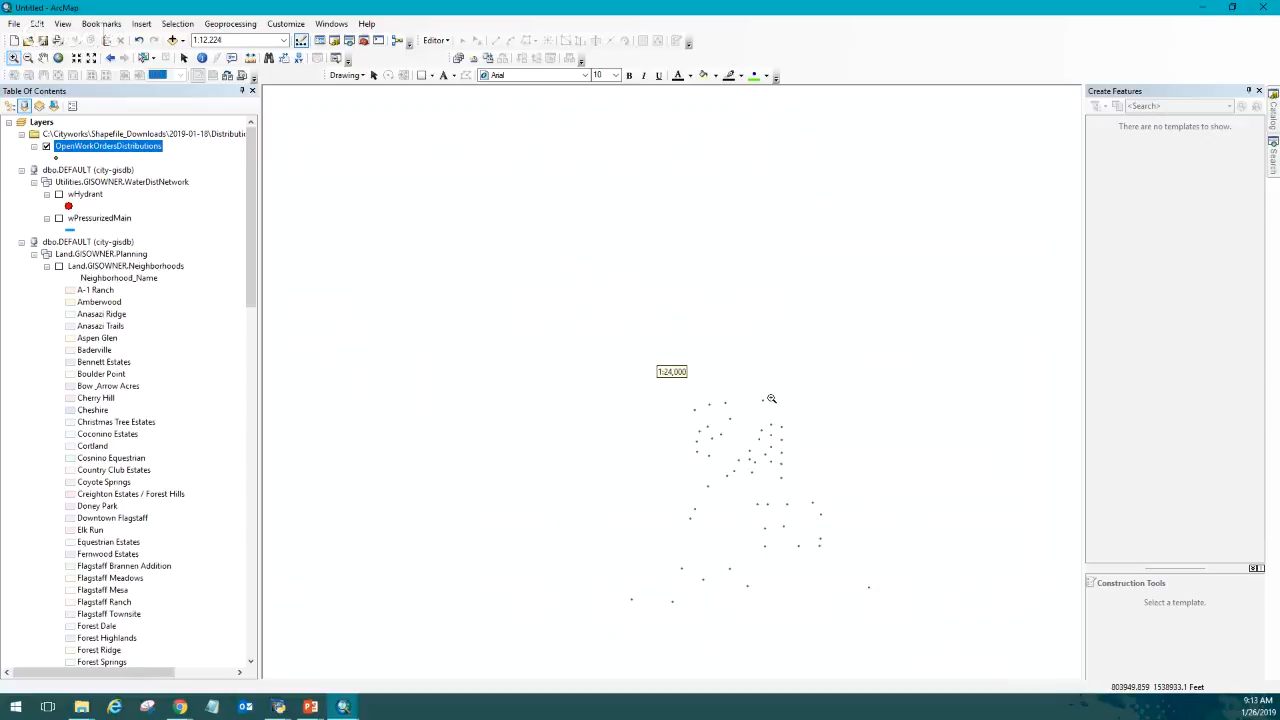 Untitled - ArcMap
File Edit View Bookmarks Insert Selection Geoprocessing Customize Windows Help
1:12,224
Editor
Drawing
Arial
10
B I U A
Table Of Contents
Layers
C:\Cityworks\Shapefile_Downloads\2019-01-18\Distributio
OpenWorkOrdersDistributions
dbo.DEFAULT (city-gisdb)
Utilities.GISOWNER.WaterDistNetwork
wHydrant
wPressurizedMain
dbo.DEFAULT (city-gisdb)
Land.GISOWNER.Planning
Land.GISOWNER.Neighborhoods
Neighborhood_Name
A-1 Ranch
Amberwood
Anasazi Ridge
Anasazi Trails
Aspen Glen
Baderville
Bennett Estates
Boulder Point
Bow_Arrow Acres
Cherry Hill
Cheshire
Christmas Tree Estates
Coconino Estates
Cortland
Cosnino Estates
Country Club Estates
Coyote Springs
Creighton Estates / Forest Hills
Doney Park
Downtown Flagstaff
Elk Run
Equestrian Estates
Fernwood Estates
Flagstaff Brannen Addition
Flagstaff Meadows
Flagstaff Mesa
Flagstaff Ranch
Flagstaff Townsite
Forest Dale
Forest Highlands
Forest Ridge
Forest Springs
1:24,000
Create Features
<Search>
There are no templates to show.
Construction Tools
Select a template.
Catalog
Search
803949.859 1538933.1 Feet
9:13 AM
1/26/2019